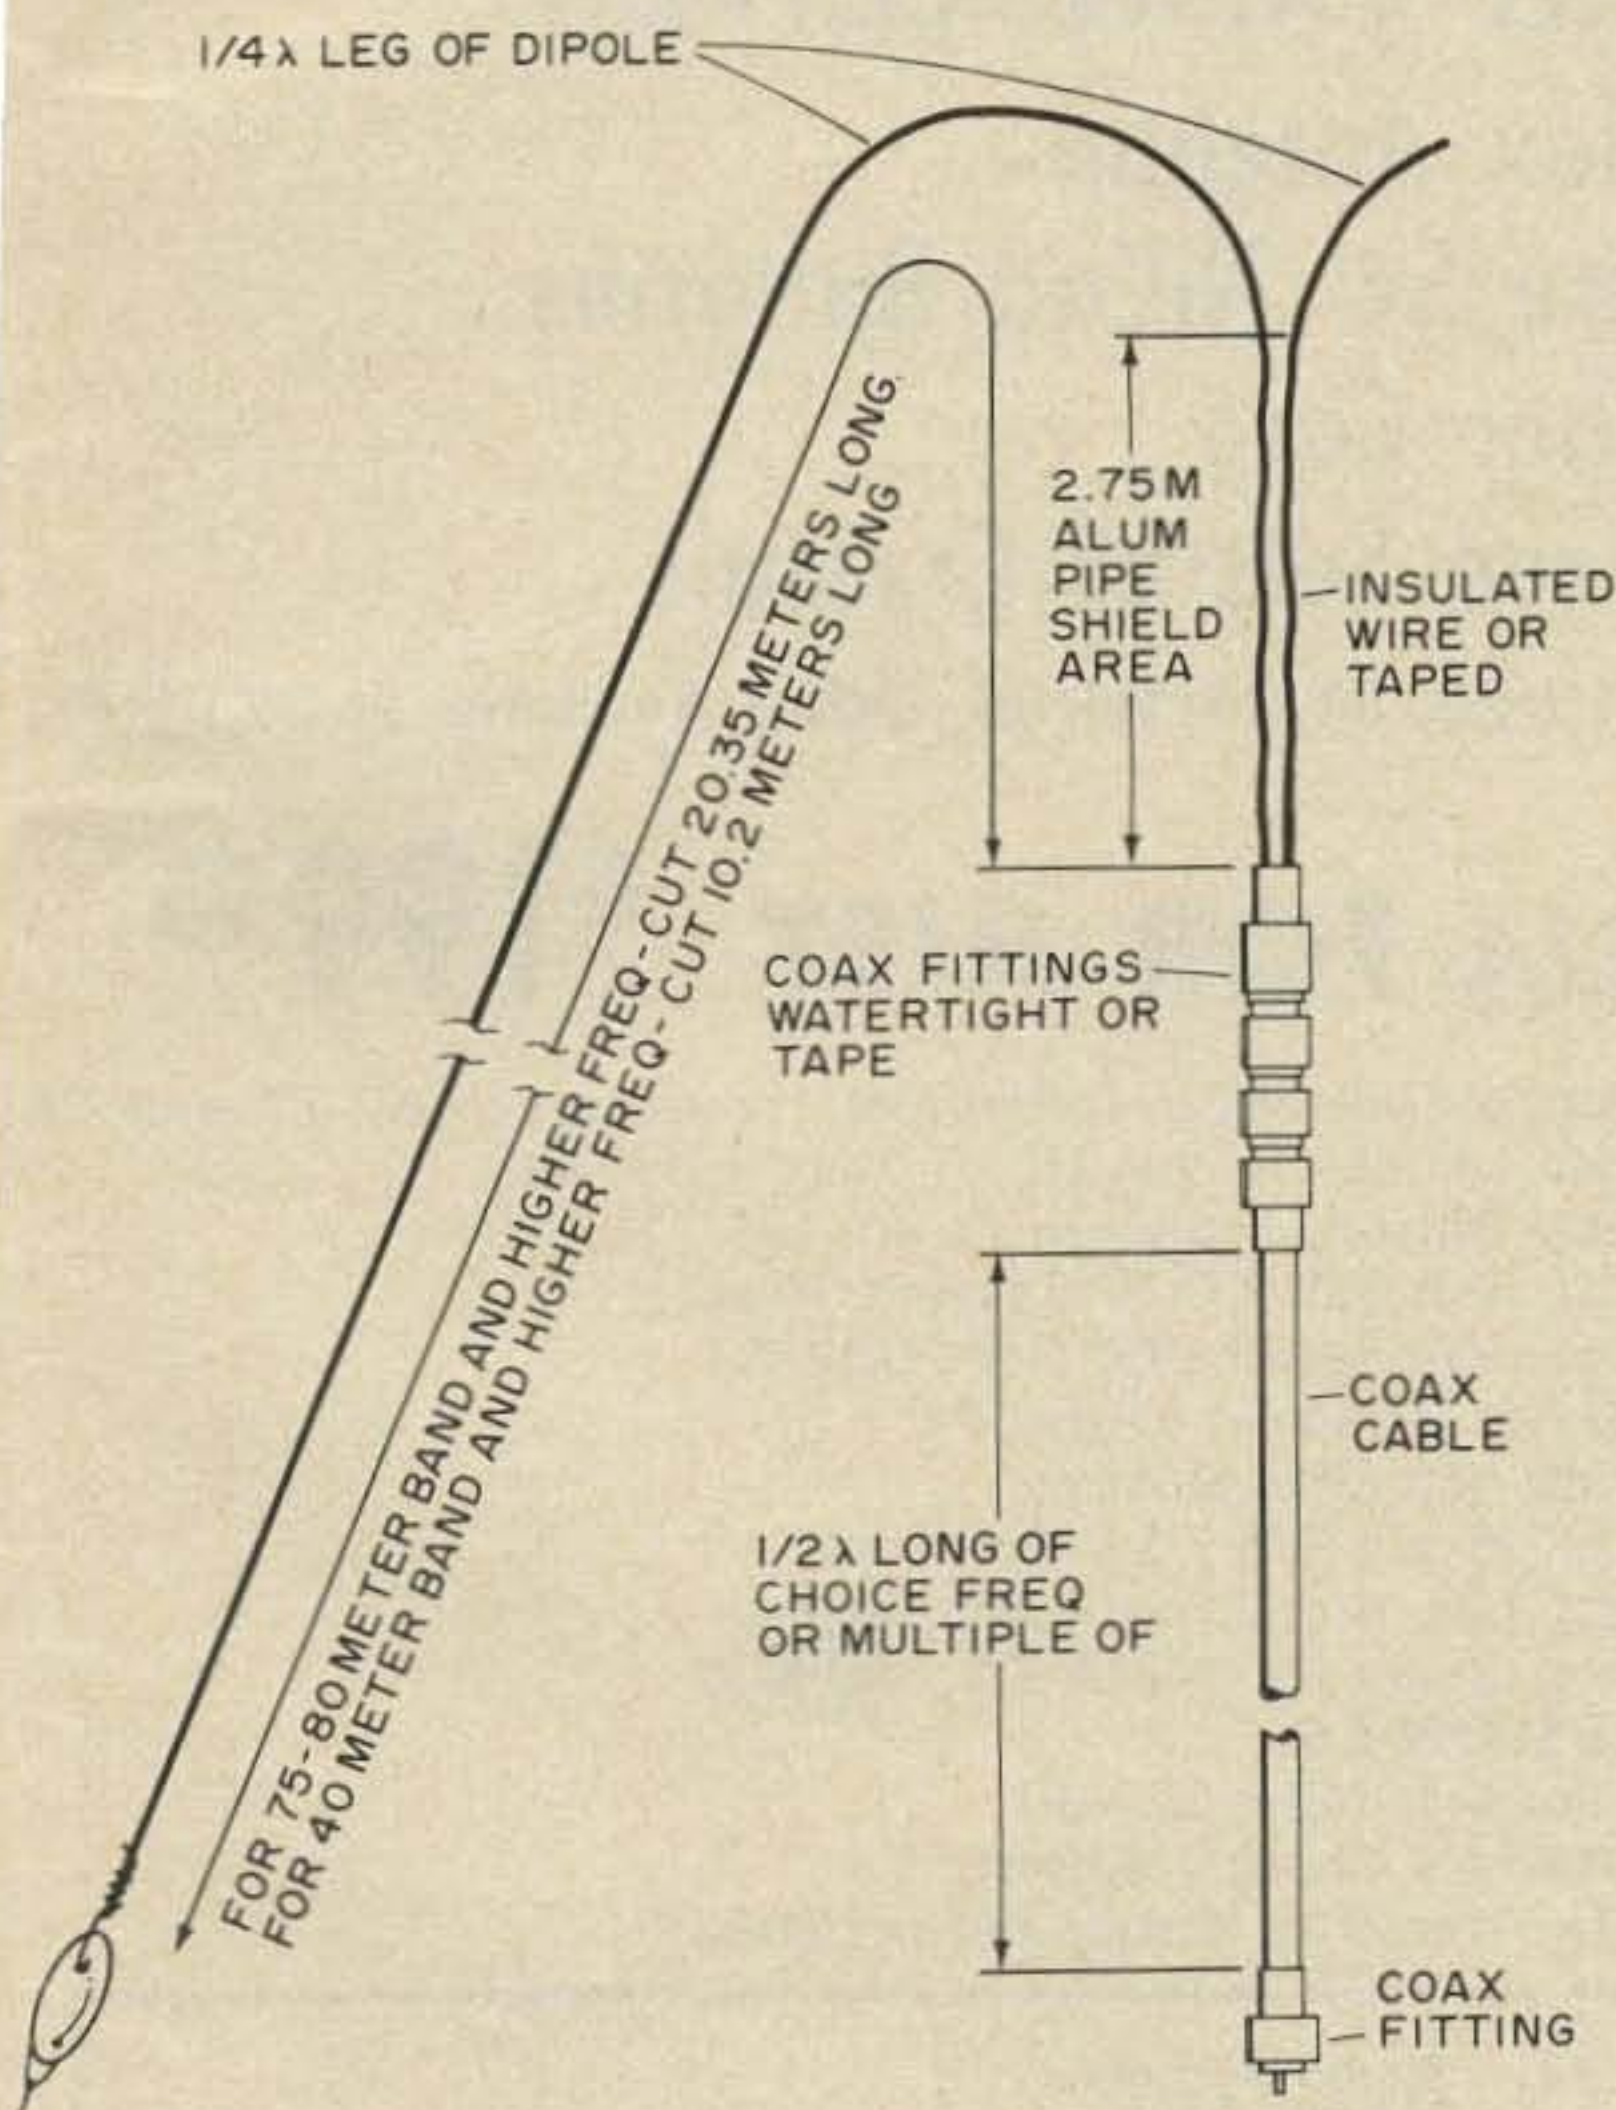 1/4 λ LEG OF DIPOLE
2.75 M
ALUM
PIPE
SHIELD
AREA
INSULATED
WIRE OR
TAPED
FOR 75-80 METER BAND AND HIGHER FREQ-CUT 20.35 METERS LONG
FOR 40 METER BAND AND HIGHER FREQ-CUT 10.2 METERS LONG
COAX FITTINGS
WATERTIGHT OR
TAPE
COAX
CABLE
1/2 λ LONG OF
CHOICE FREQ
OR MULTIPLE OF
COAX
FITTING